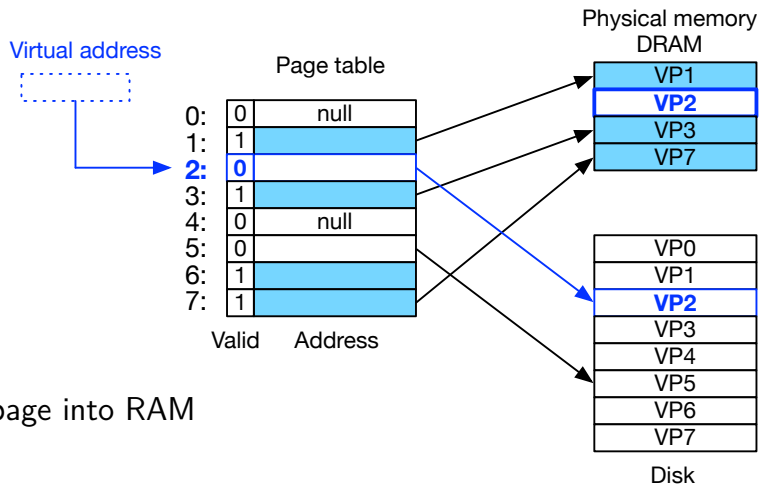 Physical memory
DRAM
Virtual address
Page table
VP1
VP2
VP3
VP7
0: 0 null
1: 1
2: 0
3: 1
4: 0 null
5: 0
6: 1
7: 1
Valid Address
VP0
VP1
VP2
VP3
VP4
VP5
VP6
VP7
Disk
page into RAM